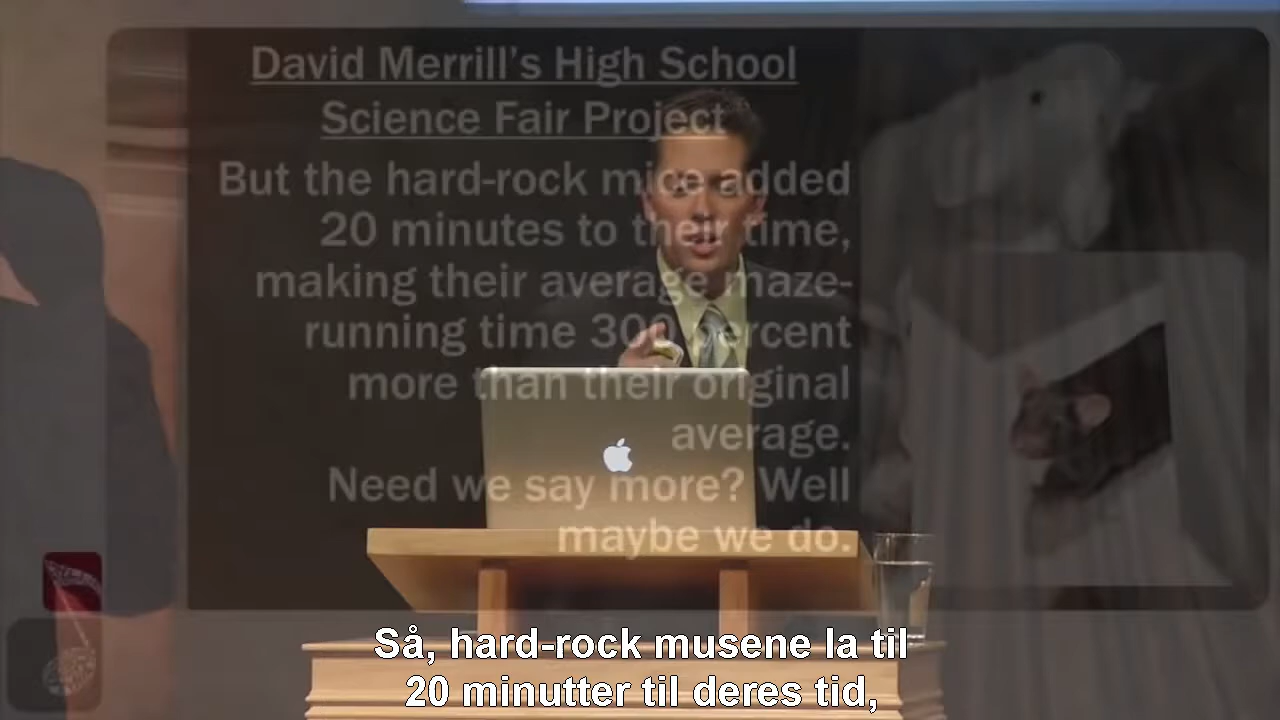 David Merrill's High School
Science Fair Project
But the hard-rock mice added
20 minutes to their time,
making their average maze-
running time 300 percent
more than their original
average.
Need we say more? Well
maybe we do.
Så, hard-rock musene la til
20 minutter til deres tid,